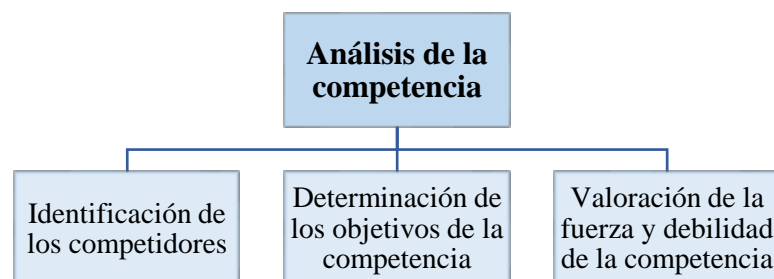 Análisis de la
competencia
Identificación de
los competidores
Determinación de
los objetivos de la
competencia
Valoración de la
fuerza y debilidad
de la competencia